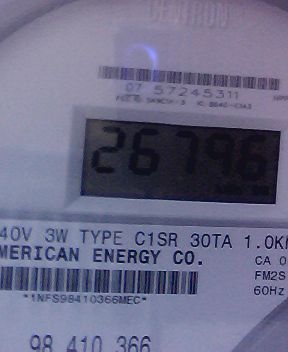 CENTRON
07 57245311
26796
40V 3W TYPE C1SR 30TA 1.0K
MERICAN ENERGY CO.
CA 0
FM2S
60Hz
*1NFS98410366MEC*
98 410 366